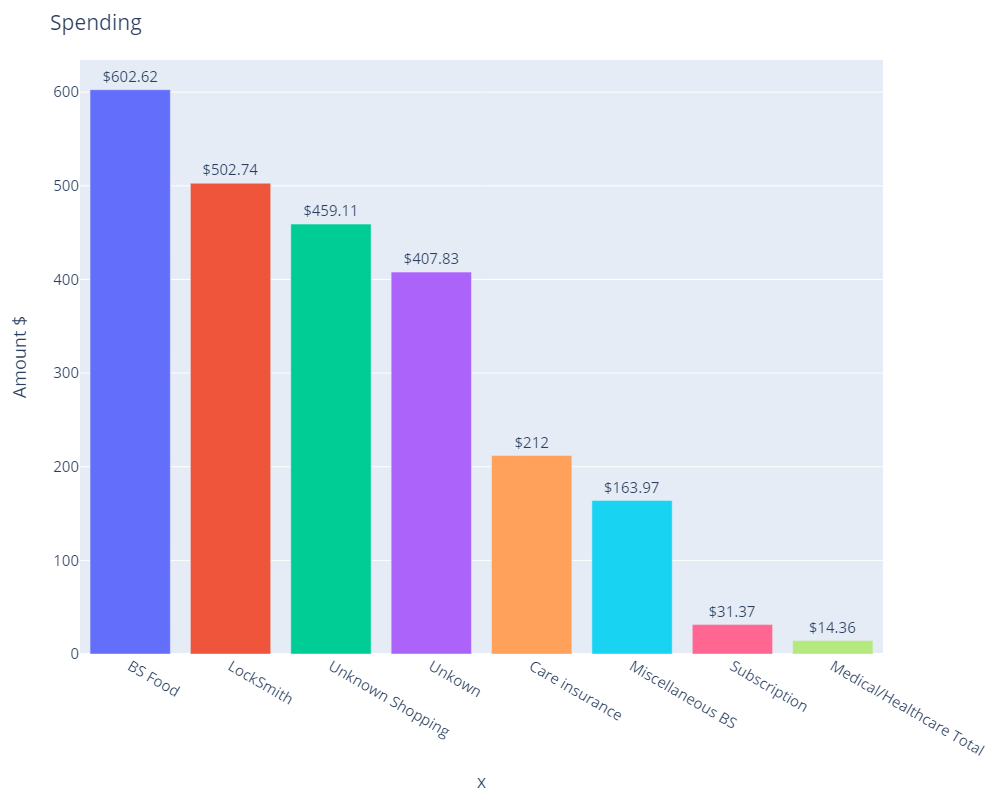 Spending
Amount $
600
500
400
300
200
100
0
$602.62
$502.74
$459.11
$407.83
$212
$163.97
$31.37
$14.36
BS Food
LockSmith
Unknown Shopping
Unkown
Care insurance
Miscellaneous BS
Subscription
Medical/Healthcare Total
x